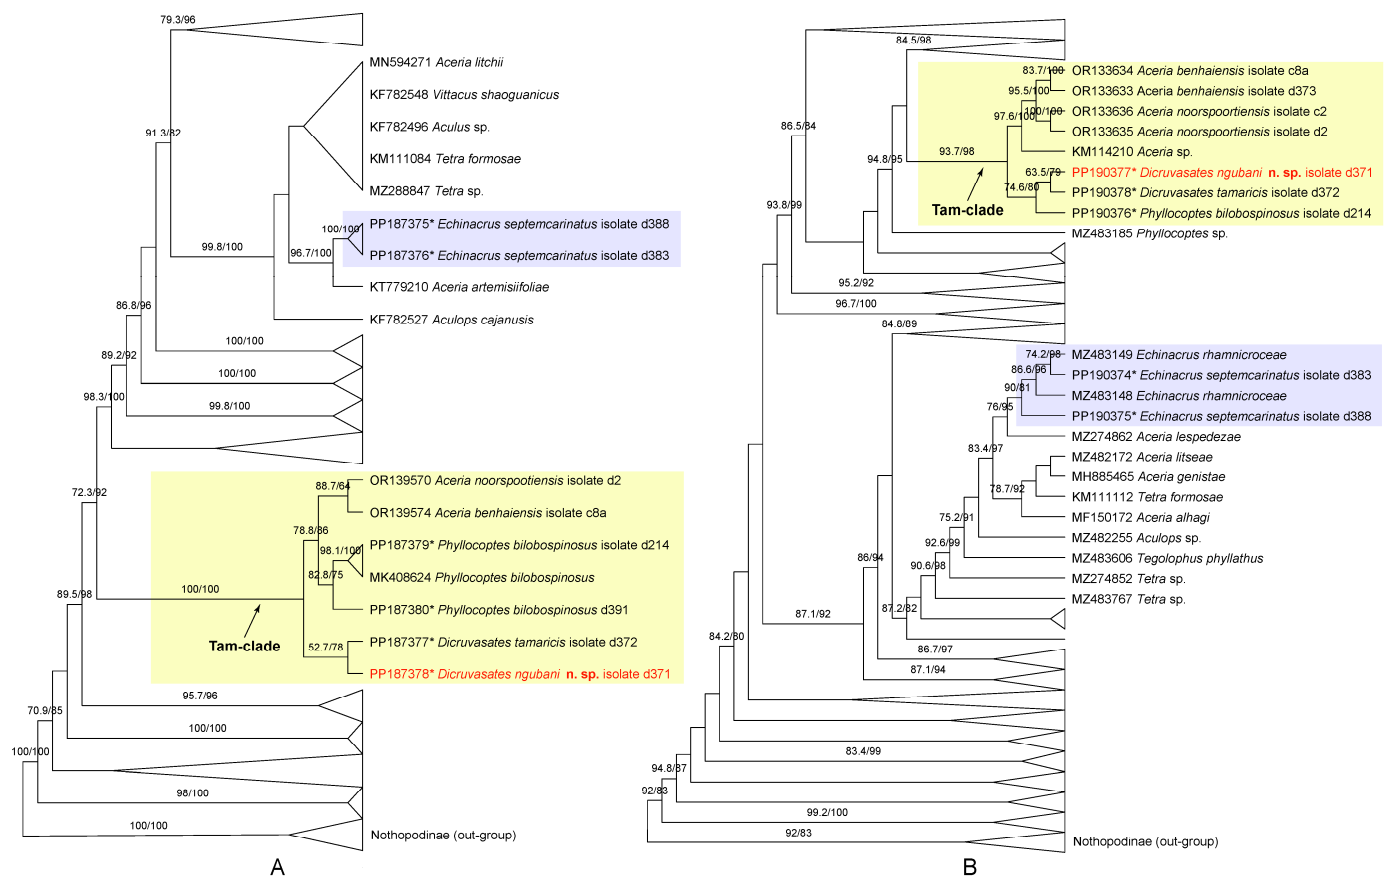 79.3/96
MN594271 Aceria litchii
KF782548 Vittacus shaoguanicus
KF782496 Aculus sp.
91.3/82
KM111084 Tetra formosae
MZ288847 Tetra sp.
PP187375* Echinacrus septemcarinatus isolate d388
100/100
99.8/100
PP187376* Echinacrus septemcarinatus isolate d383
96.7/100
KT779210 Aceria artemisiifoliae
86.8/96
KF782527 Aculops cajanusis
100/100
89.2/92
100/100
98.3/100
99.8/100
OR139570 Aceria noorspootiensis isolate d2
88.7/64
72.3/92
OR139574 Aceria benhaiensis isolate c8a
78.8/86
PP187379* Phyllocoptes bilobospinosus isolate d214
98.1/100
82.8/75
MK408624 Phyllocoptes bilobospinosus
100/100
89.5/98
PP187380* Phyllocoptes bilobospinosus d391
Tam-clade
PP187377* Dicruvasates tamaricis isolate d372
52.7/78
PP187378* Dicruvasates ngubani n. sp. isolate d371
95.7/96
70.9/85
100/100
100/100
98/100
100/100
Nothopodinae (out-group)
A
84.5/98
OR133634 Aceria benhaiensis isolate c8a
83.7/100
OR133633 Aceria benhaiensis isolate d373
95.5/100
OR133636 Aceria noorspoortiensis isolate c2
100/100
97.6/100
86.5/84
OR133635 Aceria noorspoortiensis isolate d2
93.7/98
KM114210 Aceria sp.
94.8/95
PP190377* Dicruvasates ngubani n. sp. isolate d371
63.5/79
74.6/80
PP190378* Dicruvasates tamaricis isolate d372
Tam-clade
PP190376* Phyllocoptes bilobospinosus isolate d214
93.8/99
MZ483185 Phyllocoptes sp.
95.2/92
96.7/100
84.8/89
MZ483149 Echinacrus rhamnicroceae
74.2/98
86.6/96
PP190374* Echinacrus septemcarinatus isolate d383
90/81
MZ483148 Echinacrus rhamnicroceae
76/95
PP190375* Echinacrus septemcarinatus isolate d388
MZ274862 Aceria lespedezae
83.4/97
MZ482172 Aceria litseae
MH885465 Aceria genistae
78.7/92
KM111112 Tetra formosae
75.2/91
MF150172 Aceria alhagi
92.6/99
MZ482255 Aculops sp.
86/94
MZ483606 Tegolophus phyllathus
90.6/98
MZ274852 Tetra sp.
87.2/82
MZ483767 Tetra sp.
87.1/92
84.2/80
86.7/97
87.1/94
83.4/99
94.8/87
92/83
99.2/100
92/83
Nothopodinae (out-group)
B